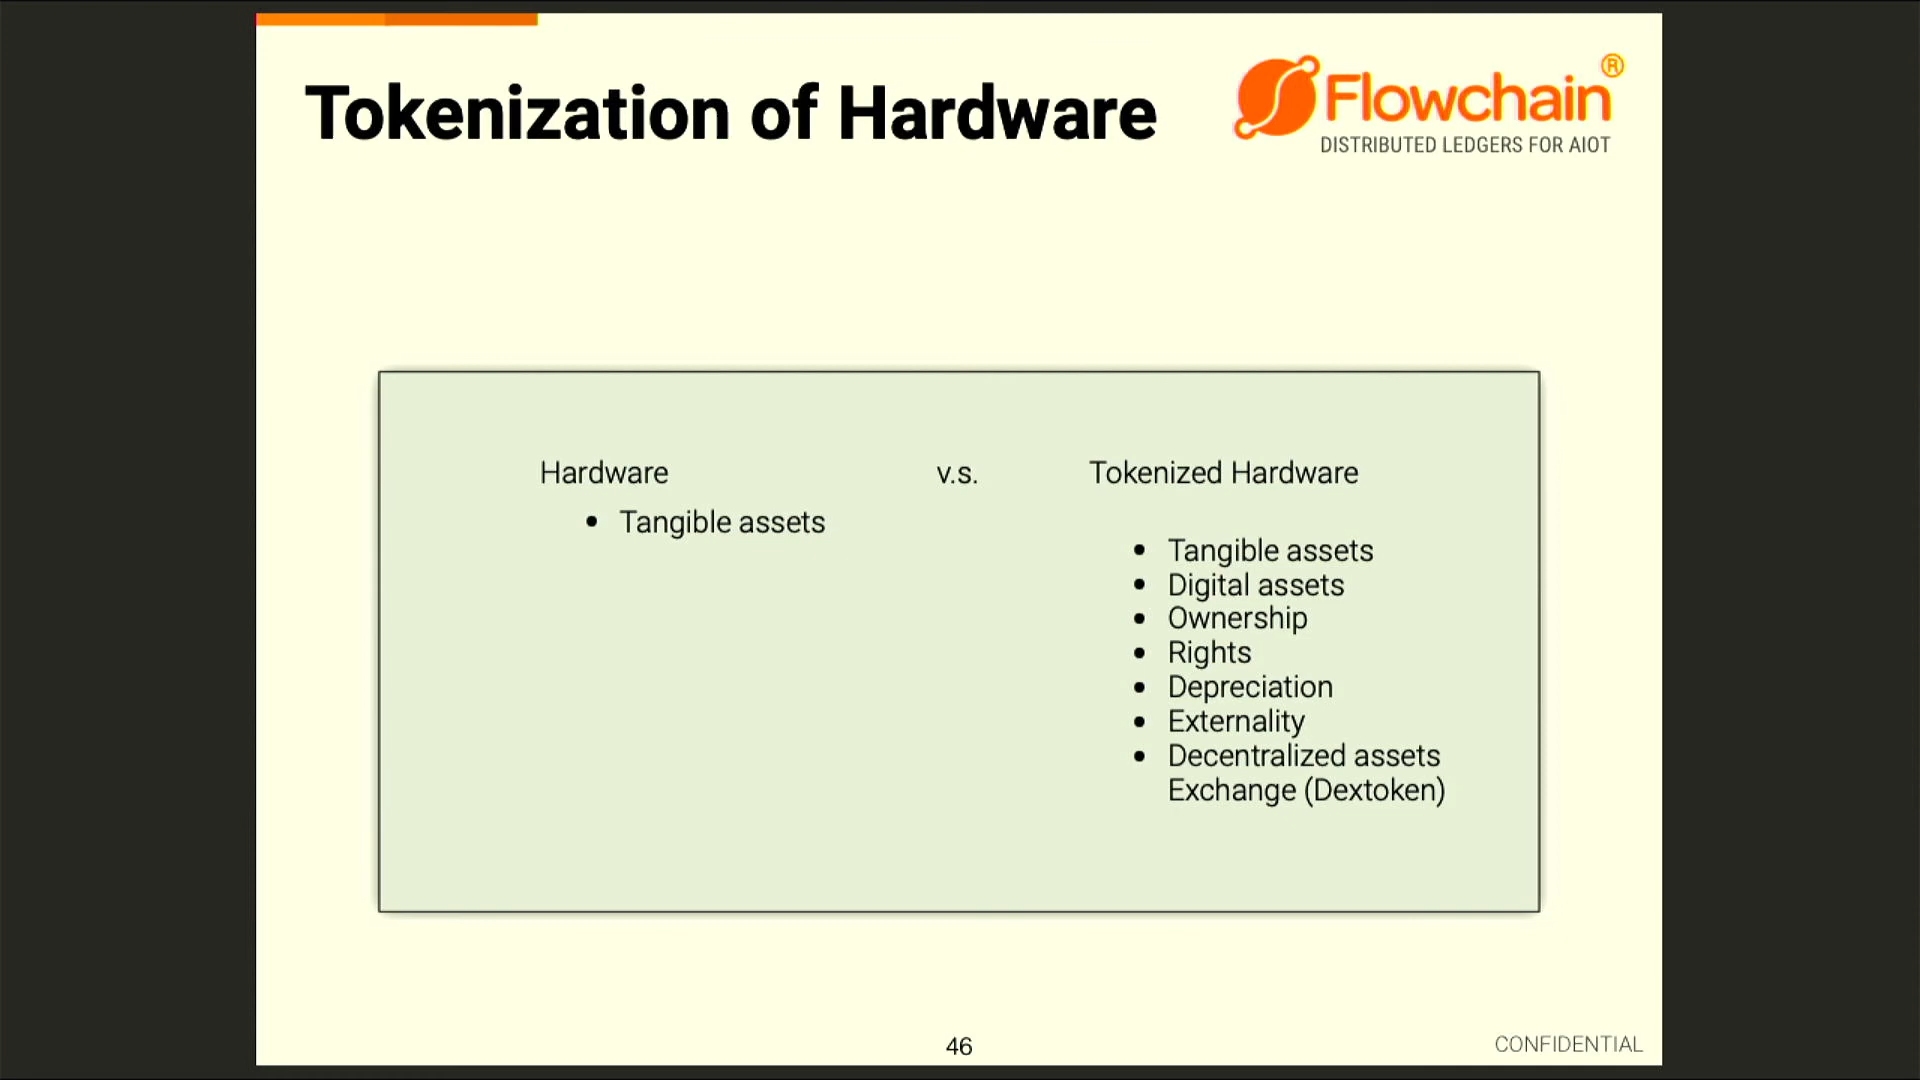 Tokenization of Hardware
Flowchain®
DISTRIBUTED LEDGERS FOR AIOT
Hardware
• Tangible assets
v.s.
Tokenized Hardware
• Tangible assets
• Digital assets
• Ownership
• Rights
• Depreciation
• Externality
• Decentralized assets
Exchange (Dextoken)
46
CONFIDENTIAL